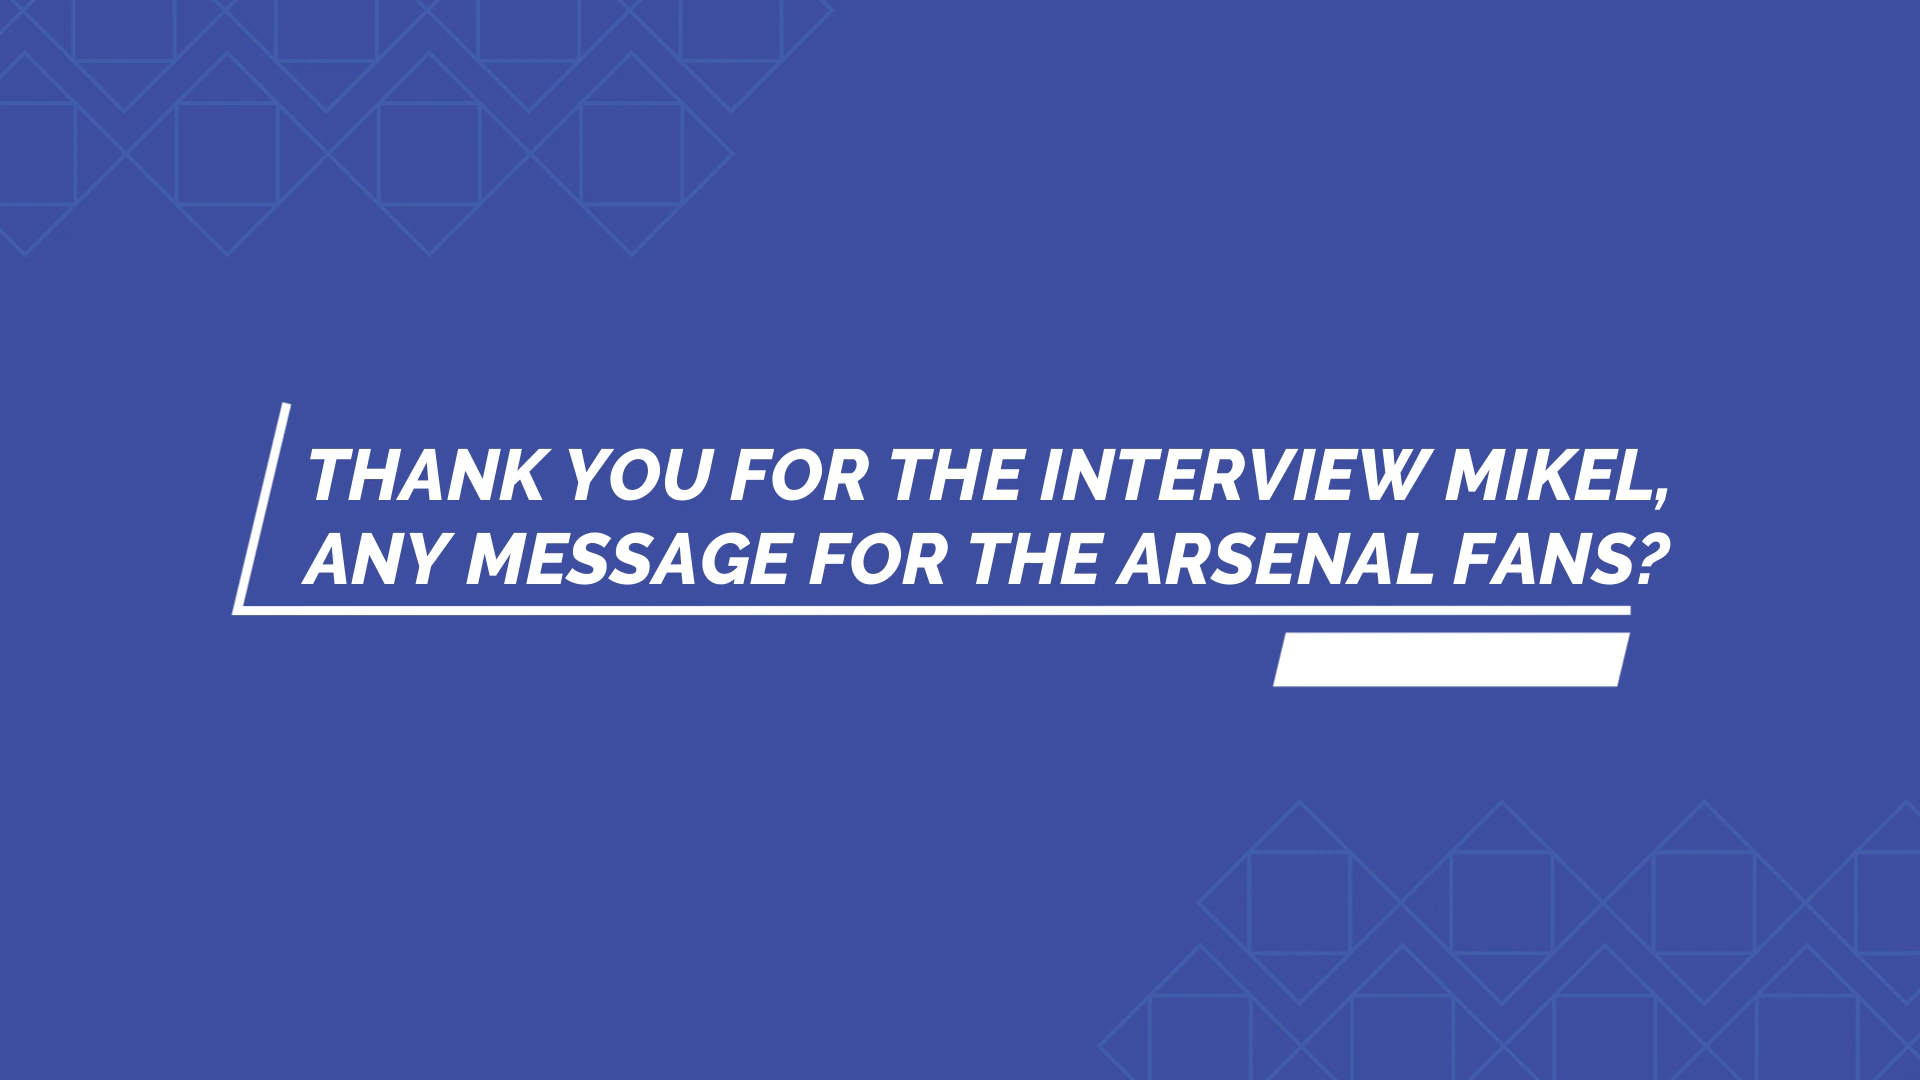 THANK YOU FOR THE INTERVIEW MIKEL,
ANY MESSAGE FOR THE ARSENAL FANS?